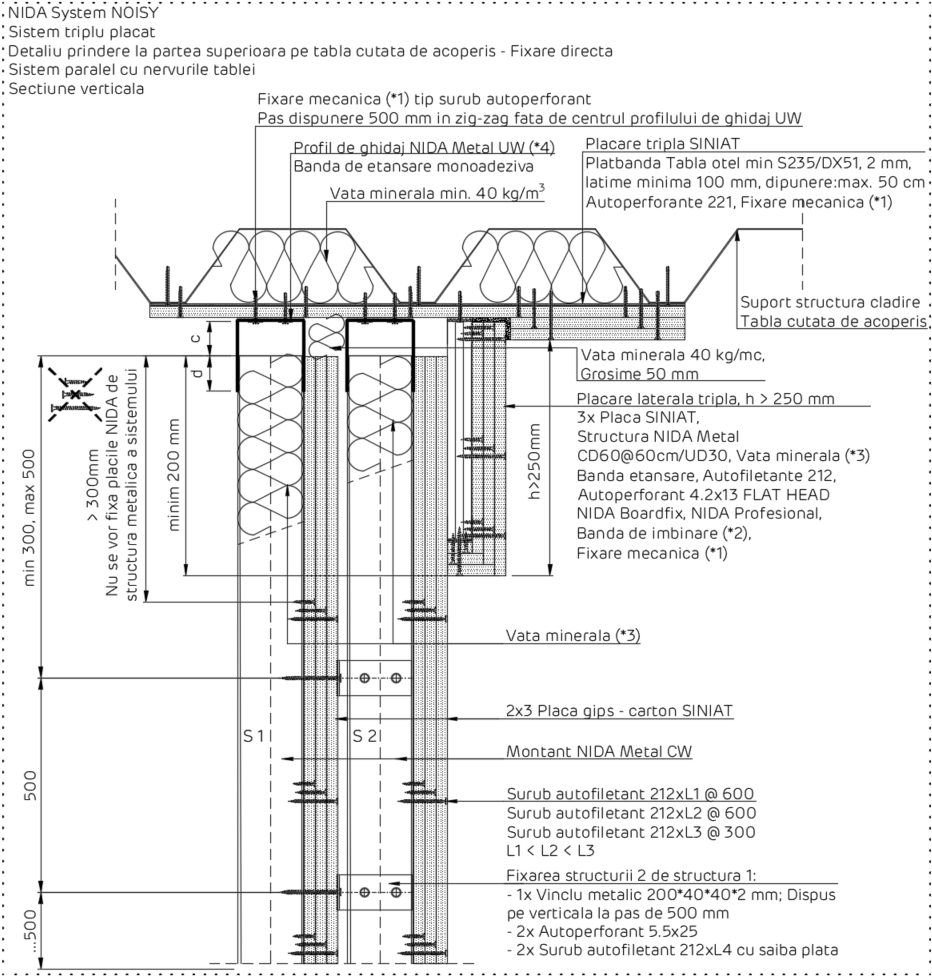 NIDA System NOISY
Sistem triplu placat
Detaliu prindere la partea superioara pe tabla cutata de acoperis - Fixare directa
Sistem paralel cu nervurile tablei
Sectiune verticala
Fixare mecanica (*1) tip surub autoperforant
Pas dispunere 500 mm in zig-zag fata de centrul profilului de ghidaj UW
Profil de ghidaj NIDA Metal UW (*4)
Banda de etansare monoadeziva
Vata minerala min. 40 kg/m³
Placare tripla SINIAT
Platbanda Tabla otel min S235/DX51, 2 mm,
latime minima 100 mm, dipunere:max. 50 cm
Autoperforante 221, Fixare mecanica (*1)
Suport structura cladire
Tabla cutata de acoperis
c
d
Vata minerala 40 kg/mc,
Grosime 50 mm
Placare laterala tripla, h > 250 mm
3x Placa SINIAT,
Structura NIDA Metal
CD60@60cm/UD30, Vata minerala (*3)
Banda etansare, Autofiletante 212,
Autoperforant 4.2x13 FLAT HEAD
NIDA Boardfix, NIDA Profesional,
Banda de imbinare (*2),
Fixare mecanica (*1)
min 300, max 500
> 300mm
Nu se vor fixa placile NIDA de
structura metalica a sistemului
minim 200 mm
h>250mm
Vata minerala (*3)
2x3 Placa gips - carton SINIAT
S 1
S 2
Montant NIDA Metal CW
500
Surub autofiletant 212xL1 @ 600
Surub autofiletant 212xL2 @ 600
Surub autofiletant 212xL3 @ 300
L1 < L2 < L3
Fixarea structurii 2 de structura 1:
- 1x Vinclu metalic 200*40*40*2 mm; Dispus
pe verticala la pas de 500 mm
- 2x Autoperforant 5.5x25
- 2x Surub autofiletant 212xL4 cu saiba plata
...500